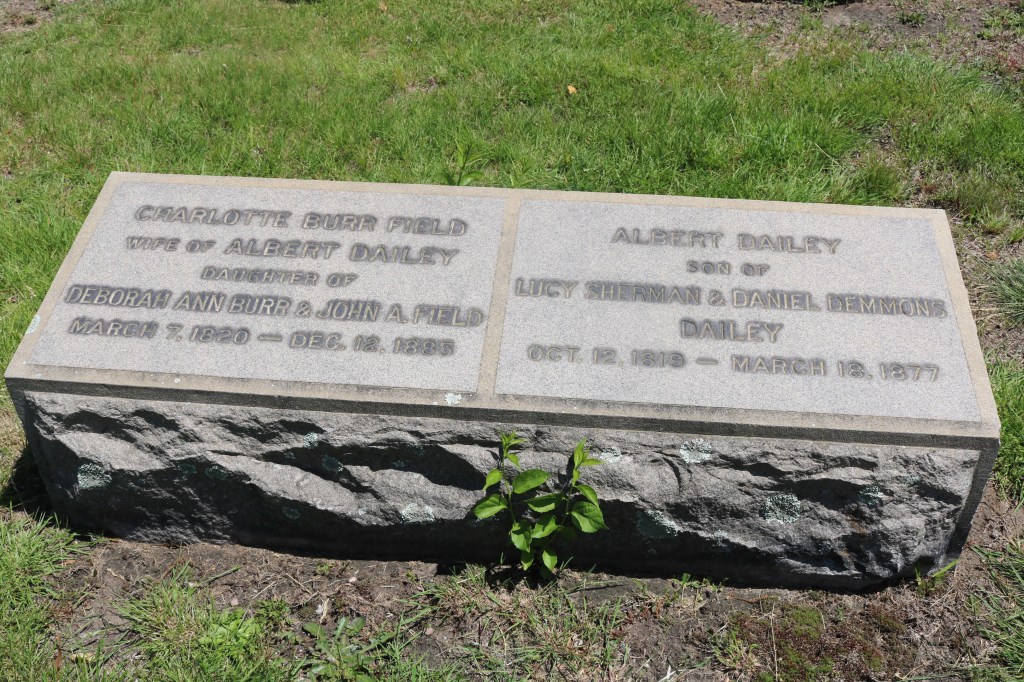 CHARLOTTE BURR FIELD
WIFE OF ALBERT DAILEY
DAUGHTER OF
DEBORAH ANN BURR & JOHN A. FIELD
MARCH 7, 1820 — DEC. 12, 1885
ALBERT DAILEY
SON OF
LUCY SHERMAN & DANIEL DEMMONS
DAILEY
OCT. 12, 1819 — MARCH 18, 1877